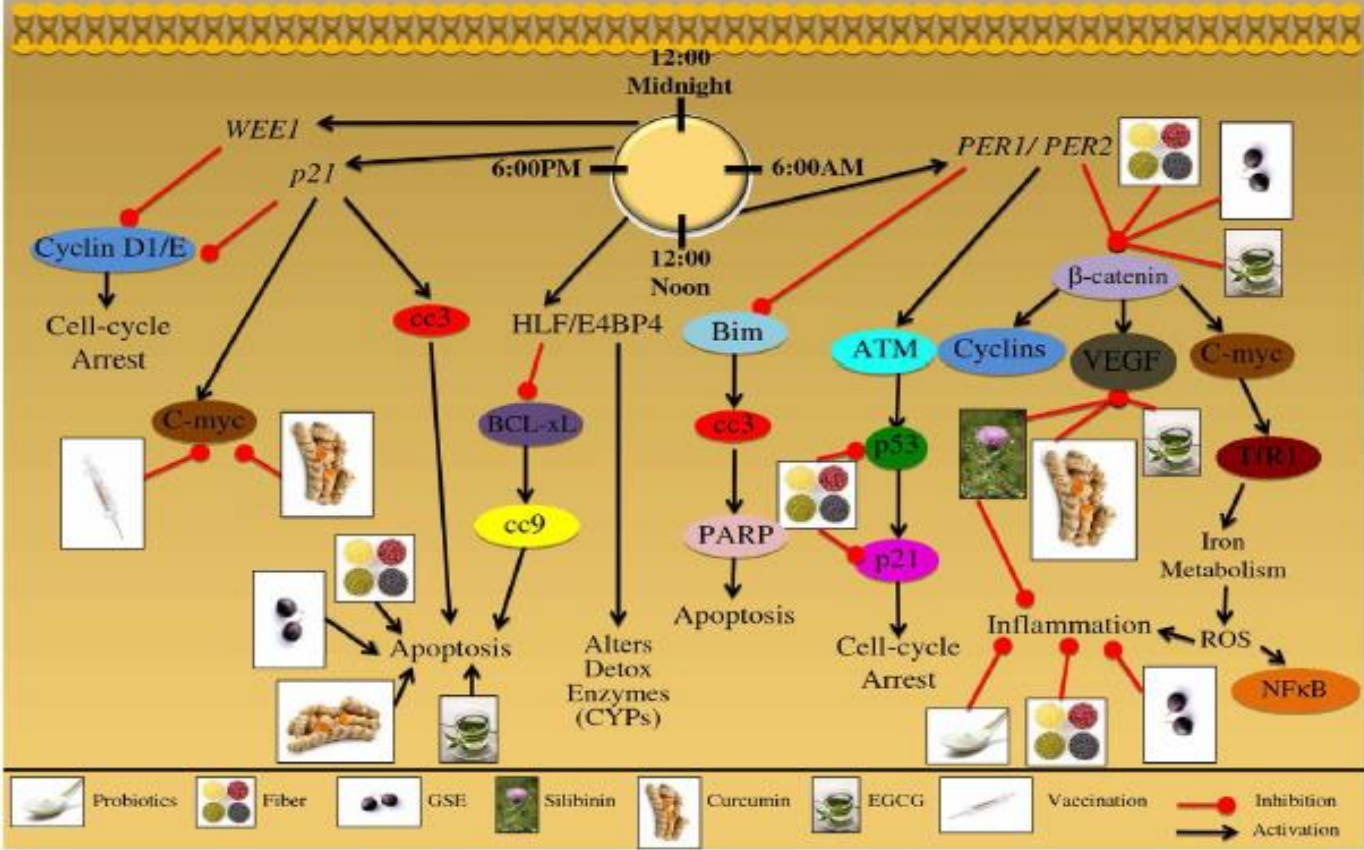 12:00
Midnight
WEE1
p21
6:00PM
6:00AM
PER1/ PER2
12:00
Noon
Cyclin D1/E
Cell-cycle
Arrest
cc3
HLF/E4BP4
Bim
ATM
Cyclins
β-catenin
VEGF
C-myc
C-myc
BCL-xL
cc3
p53
TfR1
cc9
PARP
p21
Iron
Metabolism
Apoptosis
Apoptosis
Alters
Detox
Enzymes
(CYPs)
Cell-cycle
Arrest
Inflammation
ROS
NFκB
Probiotics
Fiber
GSE
Silibinin
Curcumin
EGCG
Vaccination
Inhibition
Activation